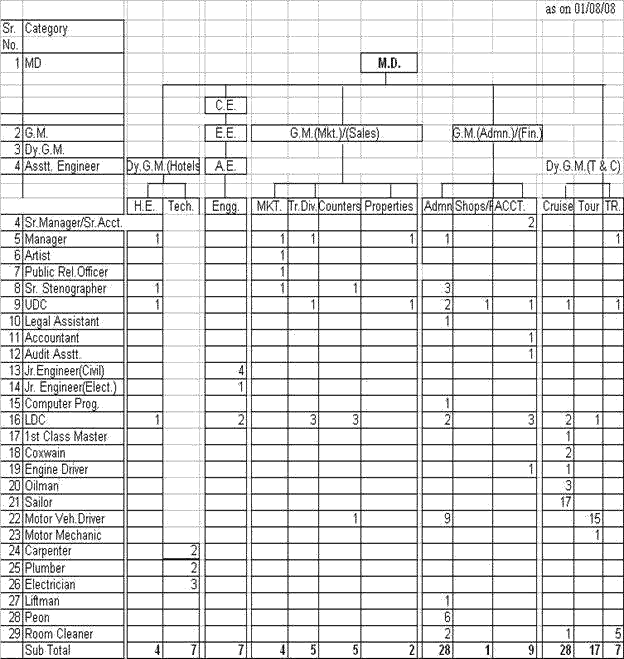 as on 01/08/08
Sr. Category
No.
1 MD M.D.
C.E.
2 G.M. E.E. G.M.(Mkt.)/(Sales) G.M.(Admn.)/(Fin.)
3 Dy.G.M.
4 Asstt. Engineer Dy.G.M.(Hotels A.E. Dy.G.M.(T & C)
H.E. Tech. Engg. MKT. Tr.Div. Counters Properties Admn Shops/F ACCT. Cruise Tour TR.
4 Sr.Manager/Sr.Acct. 2
5 Manager 1 1 1 1 1 1
6 Artist 1
7 Public Rel.Officer 1
8 Sr. Stenographer 1 1 1 3
9 UDC 1 1 1 2 1 1 1 1
10 Legal Assistant 1
11 Accountant 1
12 Audit Asstt. 1
13 Jr.Engineer(Civil) 4
14 Jr. Engineer(Elect.) 1
15 Computer Prog. 1
16 LDC 1 2 3 3 2 3 2 1
17 1st Class Master 1
18 Coxwain 2
19 Engine Driver 1 1
20 Oilman 3
21 Sailor 17
22 Motor Veh.Driver 1 9 15
23 Motor Mechanic 1
24 Carpenter 2
25 Plumber 2
26 Electrician 3
27 Liftman 1
28 Peon 6
29 Room Cleaner 2 1 5
Sub Total 4 7 7 4 5 5 2 28 1 9 28 17 7